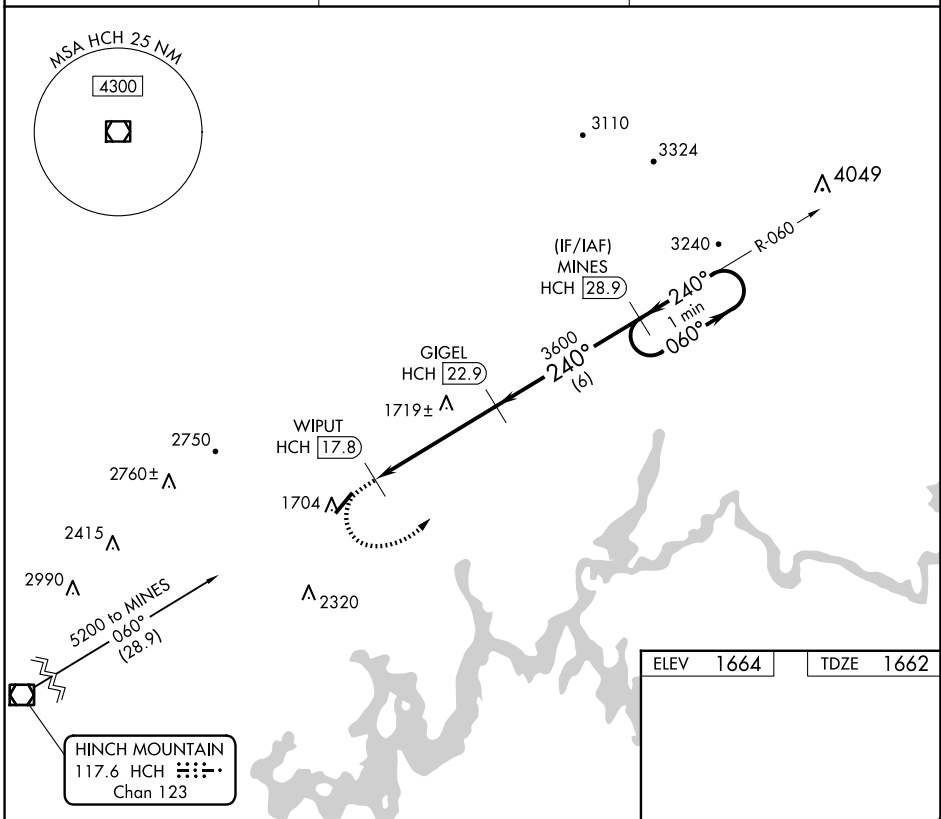 MSA HCH 25 NM
4300
3110
3324
4049
3240
R-060
(IF/IAF)
MINES
HCH 28.9
240°
1 min
060°
3600
240°
(6)
GIGEL
HCH 22.9
1719±
WIPUT
HCH 17.8
2750
2760±
1704
2415
2990
2320
5200 to MINES
060°
(28.9)
HINCH MOUNTAIN
117.6 HCH
Chan 123
ELEV 1664
TDZE 1662